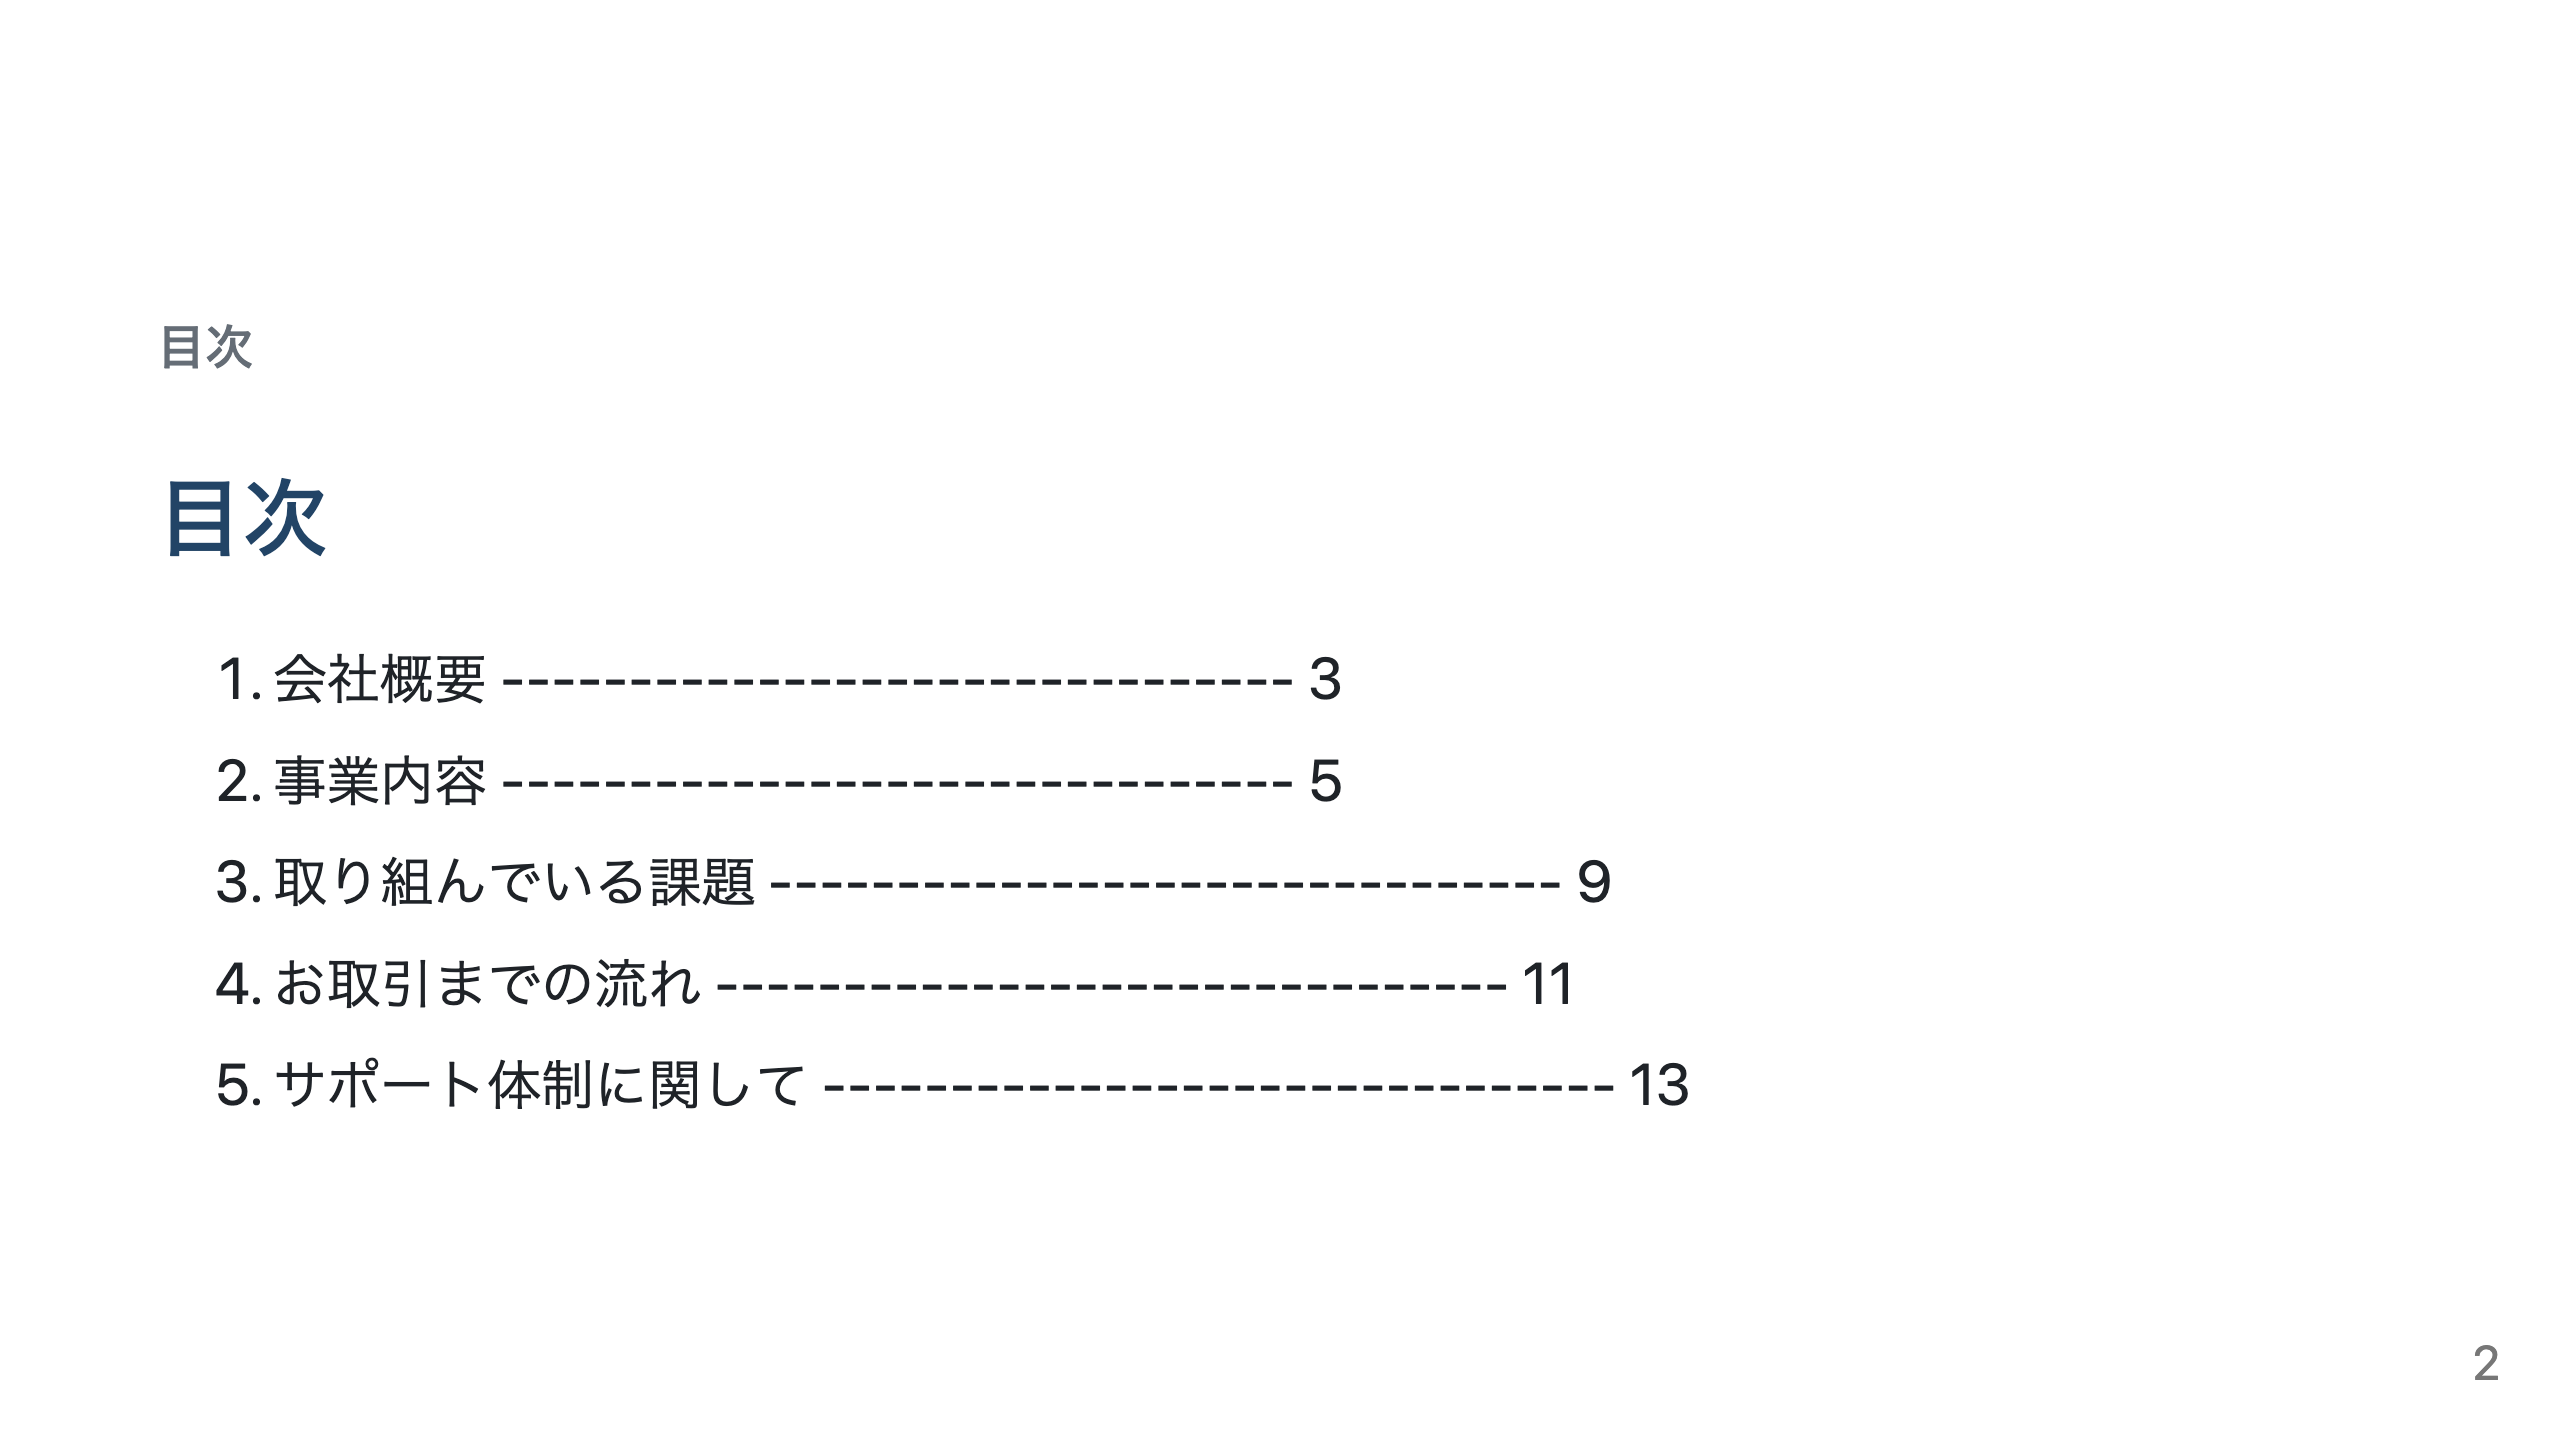 目次
目次
1. 会社概要 ------------------------------- 3
2. 事業内容 ------------------------------- 5
3. 取り組んでいる課題 ------------------------------- 9
4. お取引までの流れ ------------------------------- 11
5. サポート体制に関して ------------------------------- 13
2